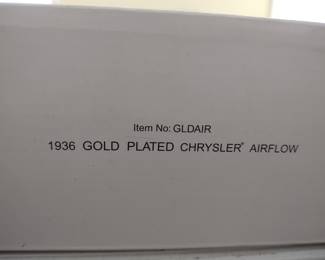 Item No: GLDAIR
1936 GOLD PLATED CHRYSLER® AIRFLOW